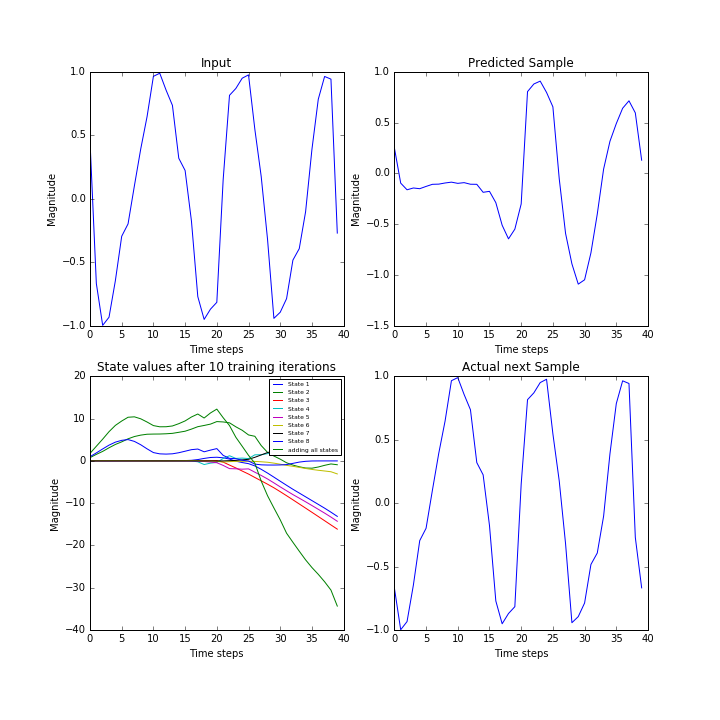 Input
Magnitude
1.0
0.5
0.0
−0.5
−1.0
0 5 10 15 20 25 30 35 40
Time steps
Predicted Sample
Magnitude
1.0
0.5
0.0
−0.5
−1.0
−1.5
0 5 10 15 20 25 30 35 40
Time steps
State values after 10 training iterations
Magnitude
20
10
0
−10
−20
−30
−40
0 5 10 15 20 25 30 35 40
Time steps
State 1
State 2
State 3
State 4
State 5
State 6
State 7
State 8
adding all states
Actual next Sample
Magnitude
1.0
0.5
0.0
−0.5
−1.0
0 5 10 15 20 25 30 35 40
Time steps